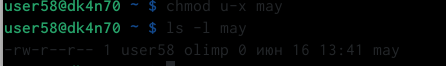 user58@dk4n70 ~ $ chmod u-x may
user58@dk4n70 ~ $ ls -l may
-rw-r--r-- 1 user58 olimp 0 июн 16 13:41 may